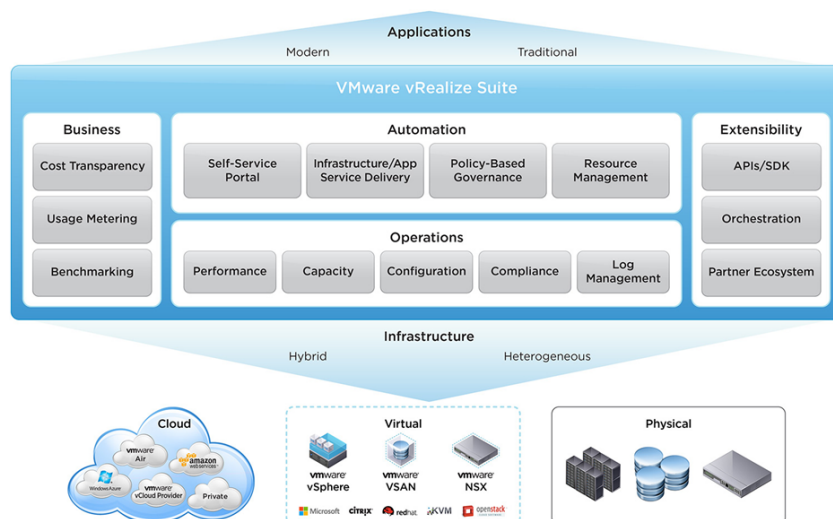 Applications
Modern Traditional
VMware vRealize Suite
Business
Cost Transparency
Usage Metering
Benchmarking
Automation
Self-Service
Portal
Infrastructure/App
Service Delivery
Policy-Based
Governance
Resource
Management
Operations
Performance
Capacity
Configuration
Compliance
Log
Management
Extensibility
APIs/SDK
Orchestration
Partner Ecosystem
Infrastructure
Hybrid Heterogeneous
Cloud
vmware
Air
amazon
web services
Windows Azure
vmware
vCloud Provider
Private
Virtual
vmware
vSphere
vmware
VSAN
vmware
NSX
Microsoft
CITRIX
redhat
KVM
openstack
Physical